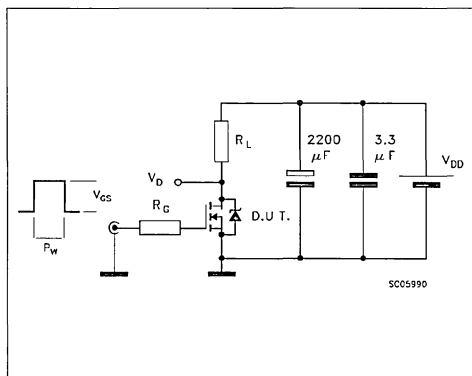 R_L
2200 μF
3.3 μF
V_DD
V_D
R_G
D.U.T.
V_GS
P_W
SC05990